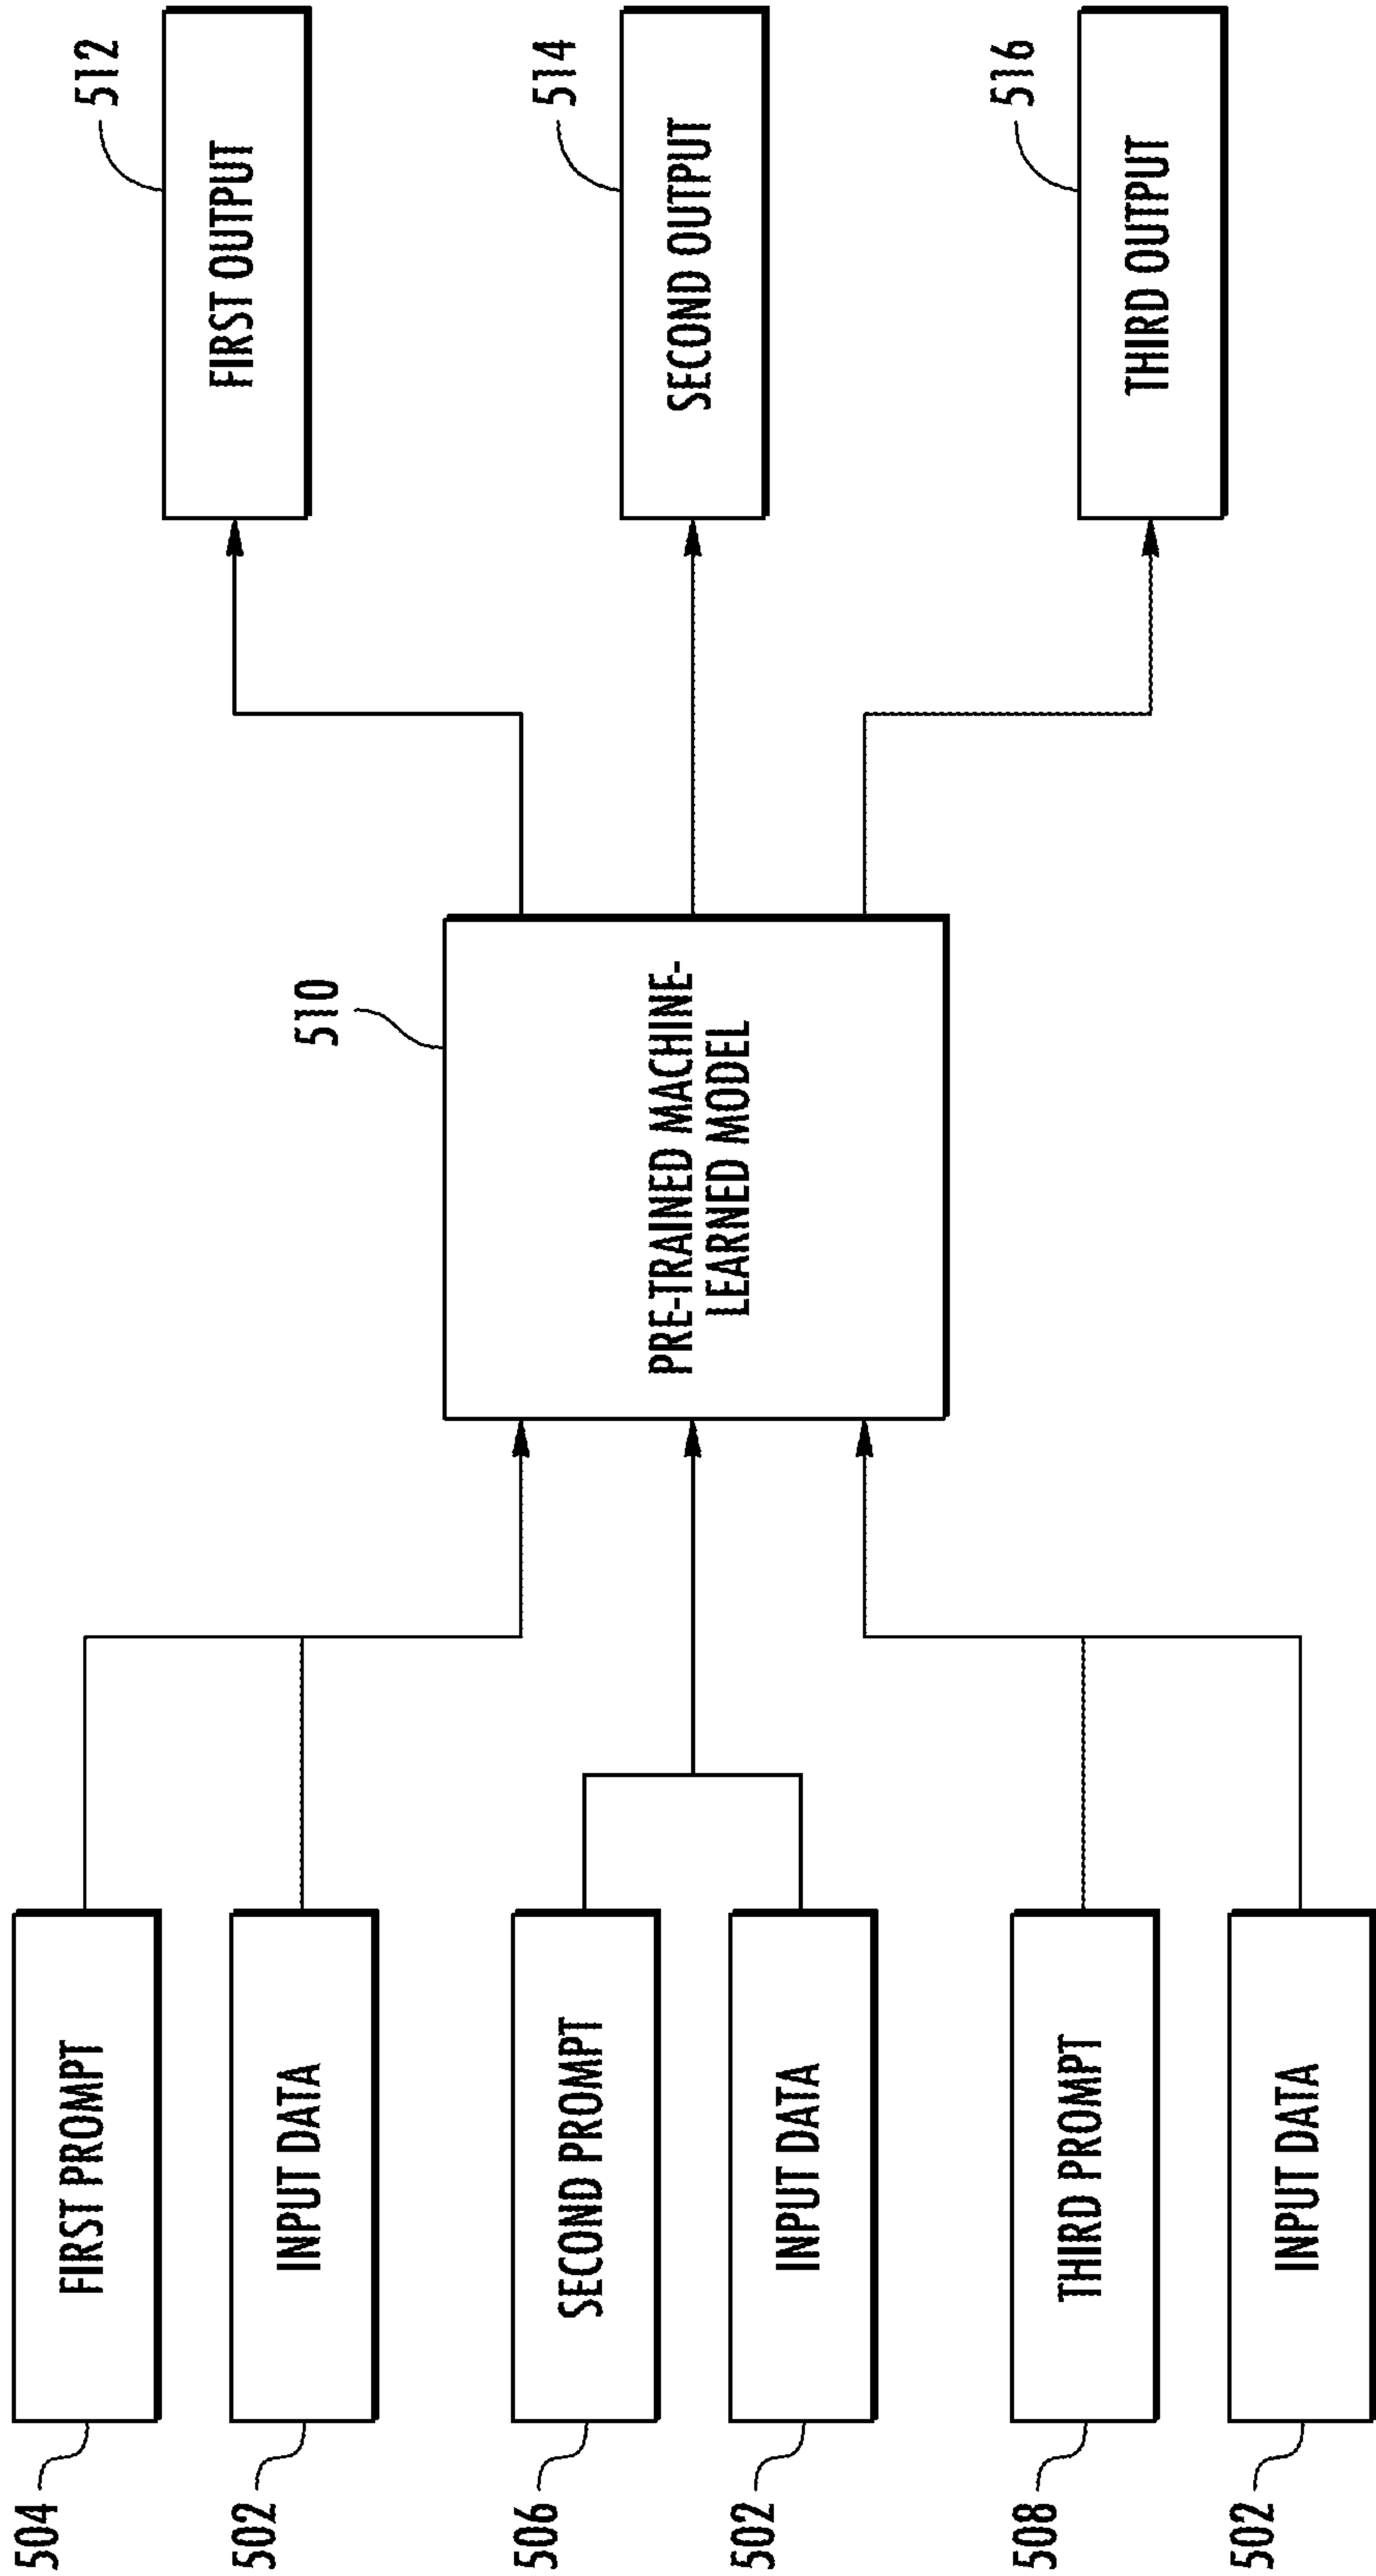 504
FIRST PROMPT
502
INPUT DATA
506
SECOND PROMPT
502
INPUT DATA
508
THIRD PROMPT
502
INPUT DATA
510
PRE-TRAINED MACHINE-
LEARNED MODEL
512
FIRST OUTPUT
514
SECOND OUTPUT
516
THIRD OUTPUT